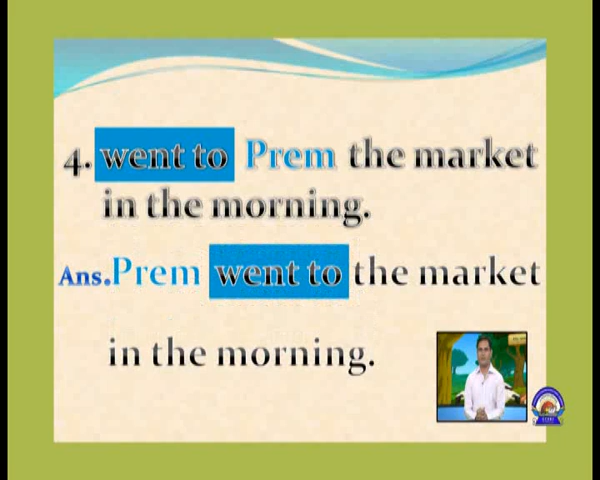 4. went to Prem the market
in the morning.
Ans.Prem went to the market
in the morning.